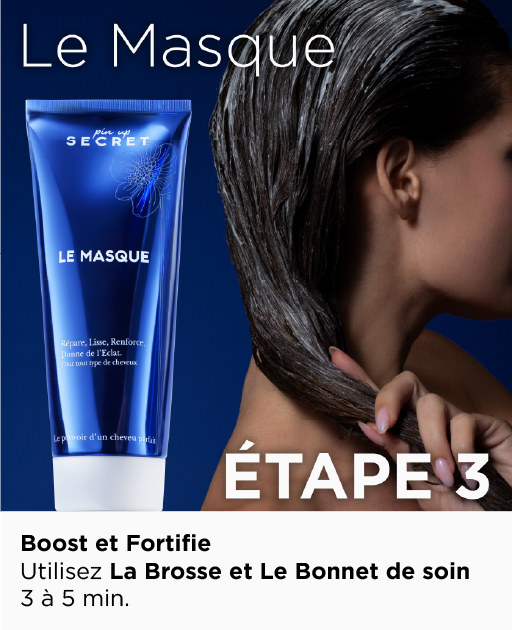 Le Masque
pin up
SECRET
LE MASQUE
Répare, Lisse, Renforce,
Donne de l'Eclat.
Pour tout type de cheveux
Le pouvoir d'un cheveu parfait
ÉTAPE 3
Boost et Fortifie
Utilisez La Brosse et Le Bonnet de soin
3 à 5 min.